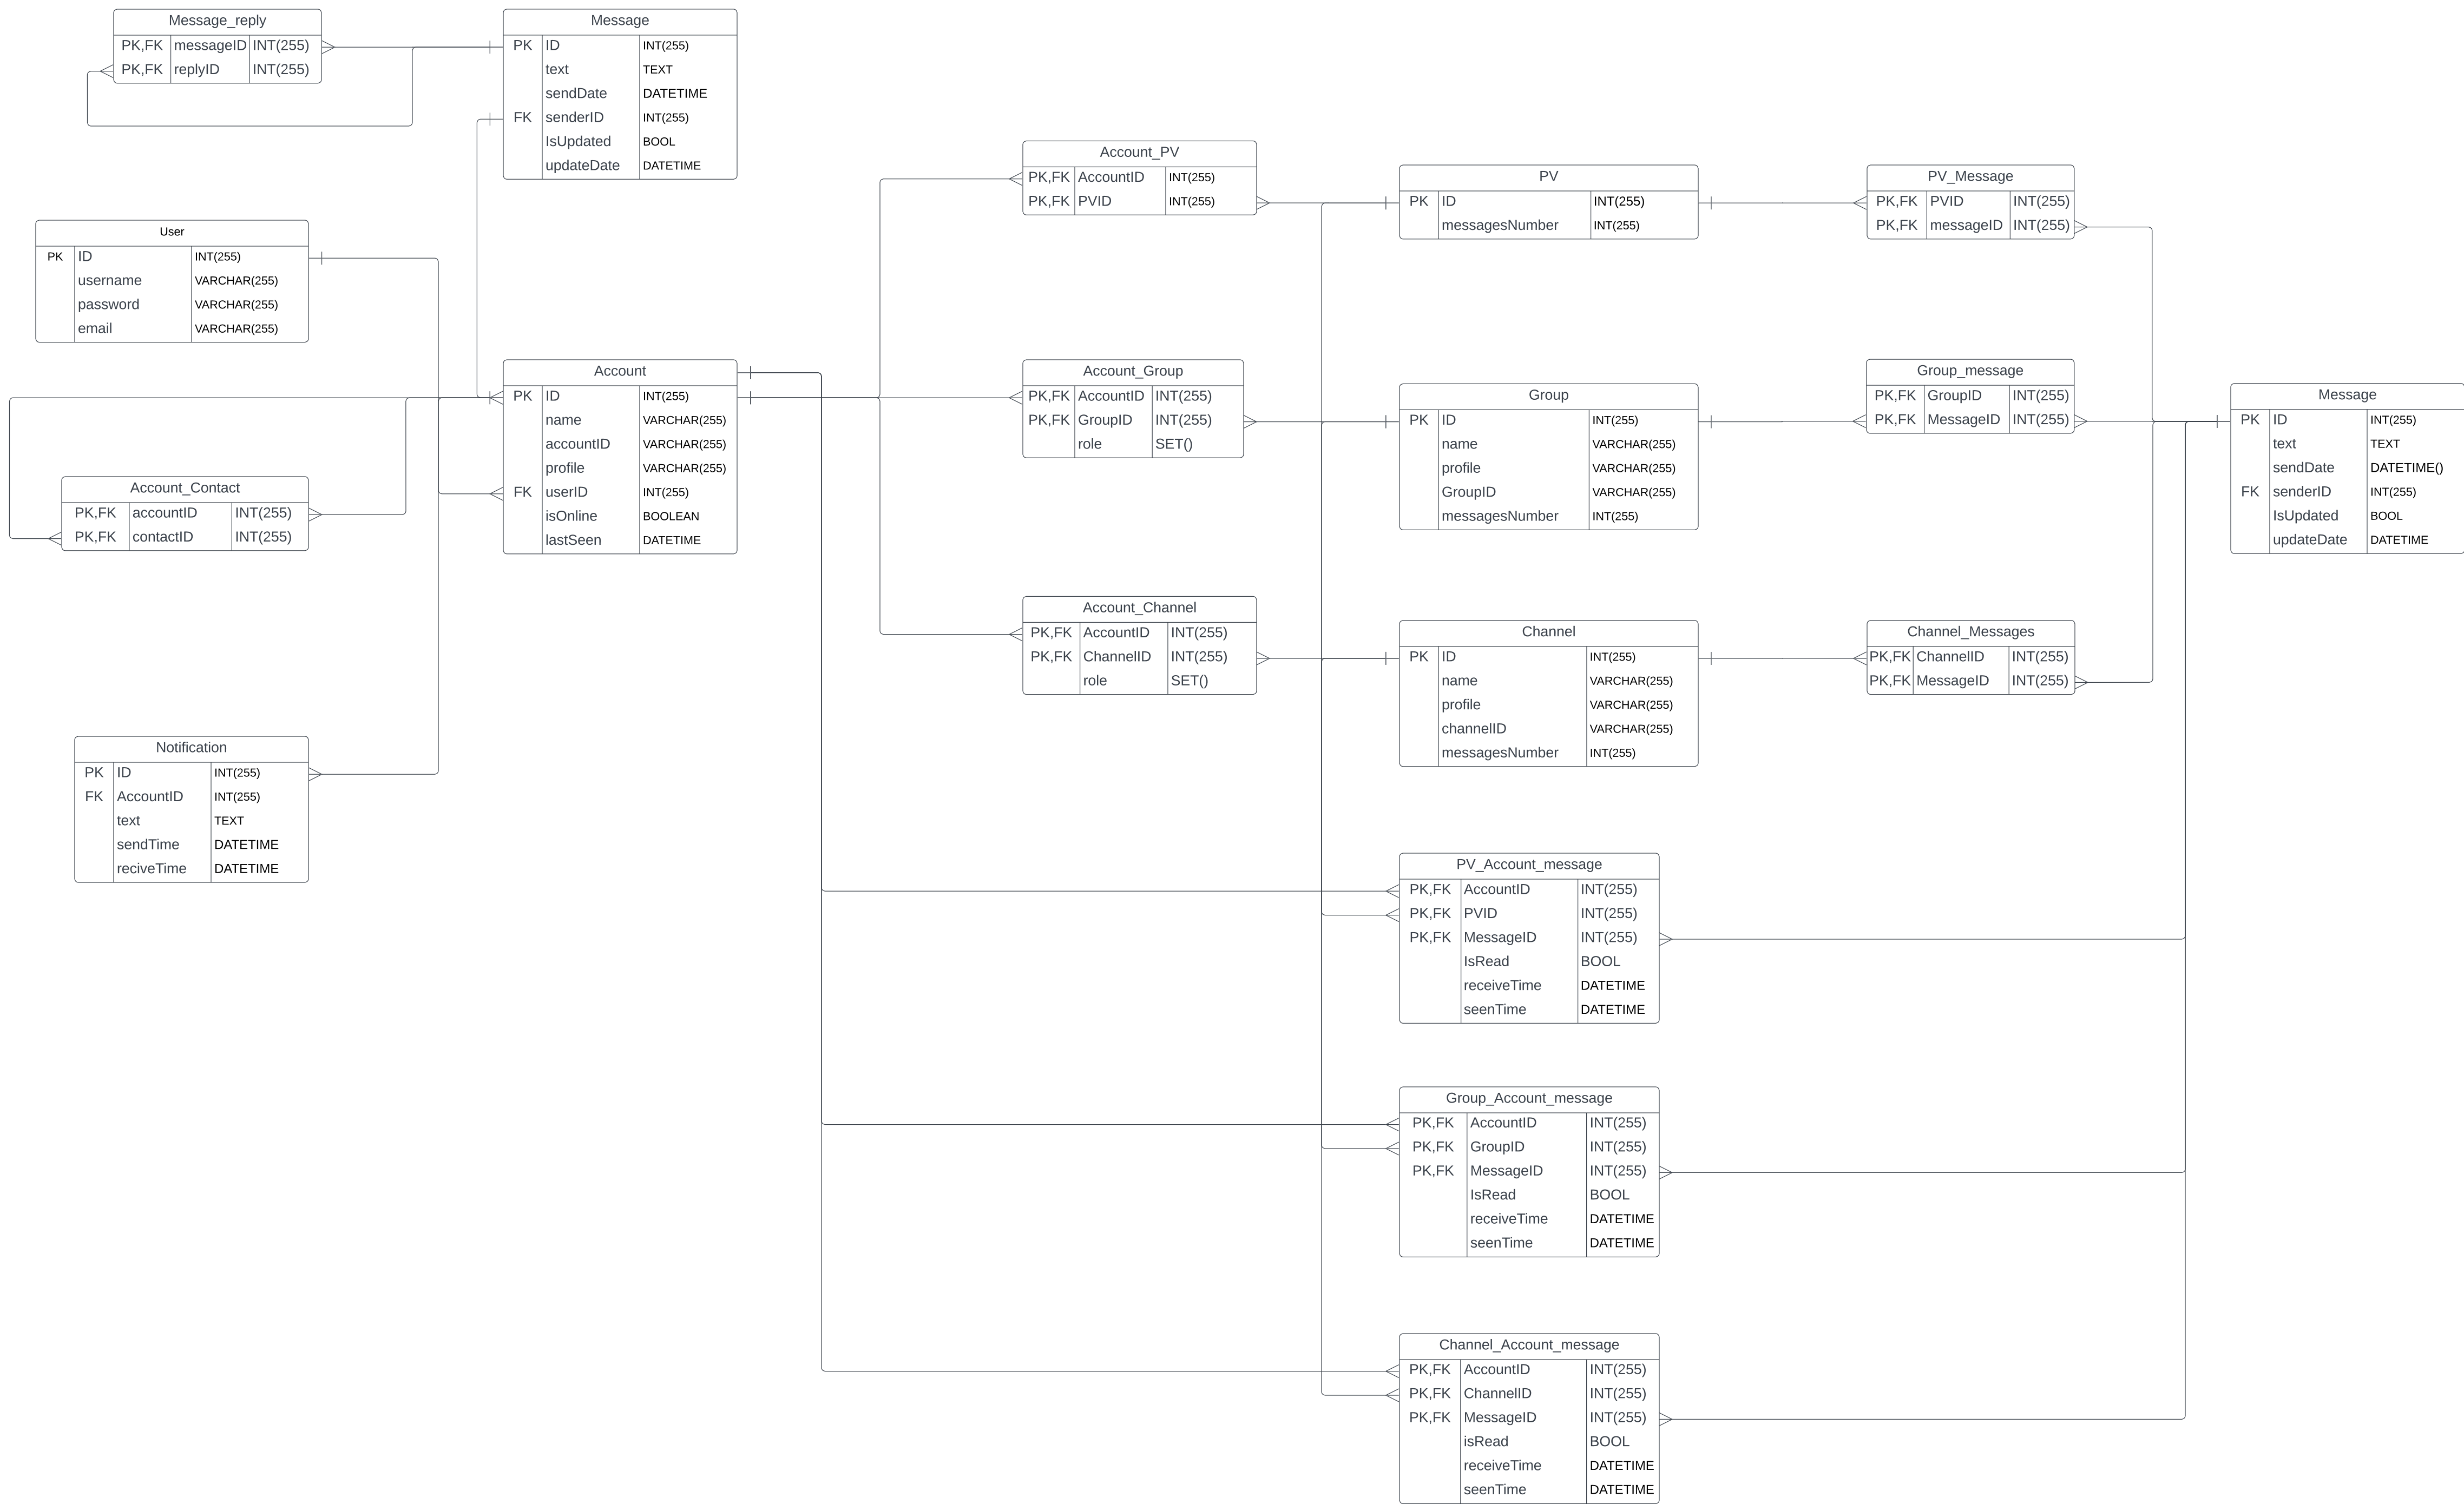 Message_reply
PK,FK messageID INT(255)
PK,FK replyID INT(255)
Message
PK ID INT(255)
text TEXT
sendDate DATETIME
FK senderID INT(255)
IsUpdated BOOL
updateDate DATETIME
User
PK ID INT(255)
username VARCHAR(255)
password VARCHAR(255)
email VARCHAR(255)
Account
PK ID INT(255)
name VARCHAR(255)
accountID VARCHAR(255)
profile VARCHAR(255)
FK userID INT(255)
isOnline BOOLEAN
lastSeen DATETIME
Account_Contact
PK,FK accountID INT(255)
PK,FK contactID INT(255)
Notification
PK ID INT(255)
FK AccountID INT(255)
text TEXT
sendTime DATETIME
reciveTime DATETIME
Account_PV
PK,FK AccountID INT(255)
PK,FK PVID INT(255)
Account_Group
PK,FK AccountID INT(255)
PK,FK GroupID INT(255)
role SET()
Account_Channel
PK,FK AccountID INT(255)
PK,FK ChannelID INT(255)
role SET()
PV
PK ID INT(255)
messagesNumber INT(255)
Group
PK ID INT(255)
name VARCHAR(255)
profile VARCHAR(255)
GroupID VARCHAR(255)
messagesNumber INT(255)
Channel
PK ID INT(255)
name VARCHAR(255)
profile VARCHAR(255)
channelID VARCHAR(255)
messagesNumber INT(255)
PV_Account_message
PK,FK AccountID INT(255)
PK,FK PVID INT(255)
PK,FK MessageID INT(255)
IsRead BOOL
receiveTime DATETIME
seenTime DATETIME
Group_Account_message
PK,FK AccountID INT(255)
PK,FK GroupID INT(255)
PK,FK MessageID INT(255)
IsRead BOOL
receiveTime DATETIME
seenTime DATETIME
Channel_Account_message
PK,FK AccountID INT(255)
PK,FK ChannelID INT(255)
PK,FK MessageID INT(255)
isRead BOOL
receiveTime DATETIME
seenTime DATETIME
PV_Message
PK,FK PVID INT(255)
PK,FK messageID INT(255)
Group_message
PK,FK GroupID INT(255)
PK,FK MessageID INT(255)
Channel_Messages
PK,FK ChannelID INT(255)
PK,FK MessageID INT(255)
Message
PK ID INT(255)
text TEXT
sendDate DATETIME()
FK senderID INT(255)
IsUpdated BOOL
updateDate DATETIME